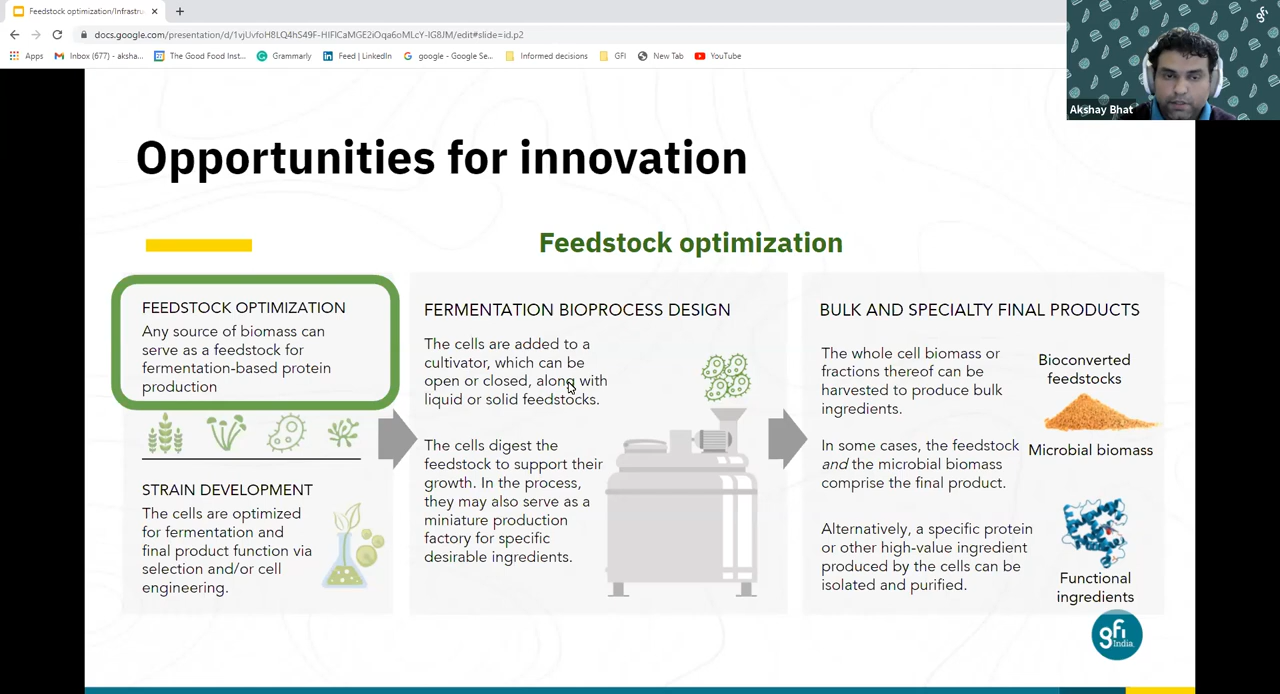 Feedstock optimization/Infrastru
docs.google.com/presentation/d/1vjUvfoH8LQ4hS49F-HIFlCaMGE2iOqa6oMLcY-IG8JM/edit#slide=id.p2
Apps
Inbox (677) - aksha...
The Good Food Inst...
Grammarly
Feed | LinkedIn
google - Google Se...
Informed decisions
GFI
New Tab
YouTube
gfi
Akshay Bhat
Opportunities for innovation
Feedstock optimization
FEEDSTOCK OPTIMIZATION
Any source of biomass can
serve as a feedstock for
fermentation-based protein
production
STRAIN DEVELOPMENT
The cells are optimized
for fermentation and
final product function via
selection and/or cell
engineering.
FERMENTATION BIOPROCESS DESIGN
The cells are added to a
cultivator, which can be
open or closed, along with
liquid or solid feedstocks.
The cells digest the
feedstock to support their
growth. In the process,
they may also serve as a
miniature production
factory for specific
desirable ingredients.
BULK AND SPECIALTY FINAL PRODUCTS
The whole cell biomass or
fractions thereof can be
harvested to produce bulk
ingredients.
In some cases, the feedstock
and the microbial biomass
comprise the final product.
Alternatively, a specific protein
or other high-value ingredient
produced by the cells can be
isolated and purified.
Bioconverted
feedstocks
Microbial biomass
Functional
ingredients
gfi
India.